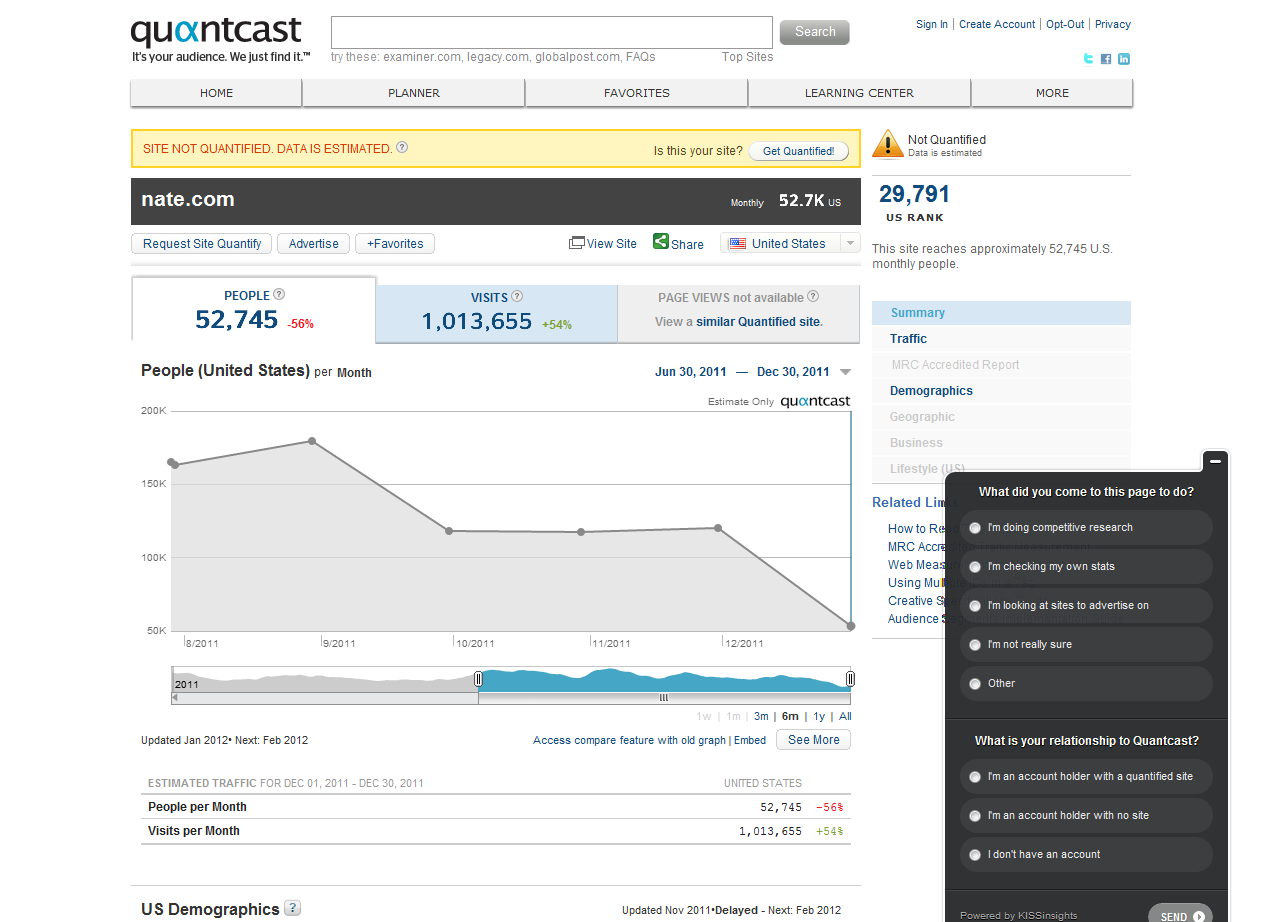 quantcast
It's your audience. We just find it.™
Search
try these: examiner.com, legacy.com, globalpost.com, FAQs
Top Sites
Sign In | Create Account | Opt-Out | Privacy
HOME
PLANNER
FAVORITES
LEARNING CENTER
MORE
SITE NOT QUANTIFIED. DATA IS ESTIMATED. ?
Is this your site? Get Quantified!
Not Quantified
Data is estimated
nate.com
Monthly 52.7K US
29,791
US RANK
This site reaches approximately 52,745 U.S.
monthly people.
Request Site Quantify
Advertise
+Favorites
View Site
Share
United States
PEOPLE ?
52,745 -56%
VISITS ?
1,013,655 +54%
PAGE VIEWS not available ?
View a similar Quantified site.
People (United States) per Month
Jun 30, 2011 — Dec 30, 2011
Estimate Only quantcast
200K
150K
100K
50K
8/2011
9/2011
10/2011
11/2011
12/2011
2011
1w | 1m | 3m | 6m | 1y | All
Updated Jan 2012• Next: Feb 2012
Access compare feature with old graph | Embed
See More
ESTIMATED TRAFFIC FOR DEC 01, 2011 - DEC 30, 2011 UNITED STATES
People per Month 52,745 -56%
Visits per Month 1,013,655 +54%
US Demographics ?
Updated Nov 2011•Delayed - Next: Feb 2012
Summary
Traffic
MRC Accredited Report
Demographics
Geographic
Business
Lifestyle (US)
Related
How to
MRC
Web
Using
Creative
Audience
What did you come to this page to do?
I'm doing competitive research
I'm checking my own stats
I'm looking at sites to advertise on
I'm not really sure
Other
What is your relationship to Quantcast?
I'm an account holder with a quantified site
I'm an account holder with no site
I don't have an account
Powered by KISSinsights
SEND